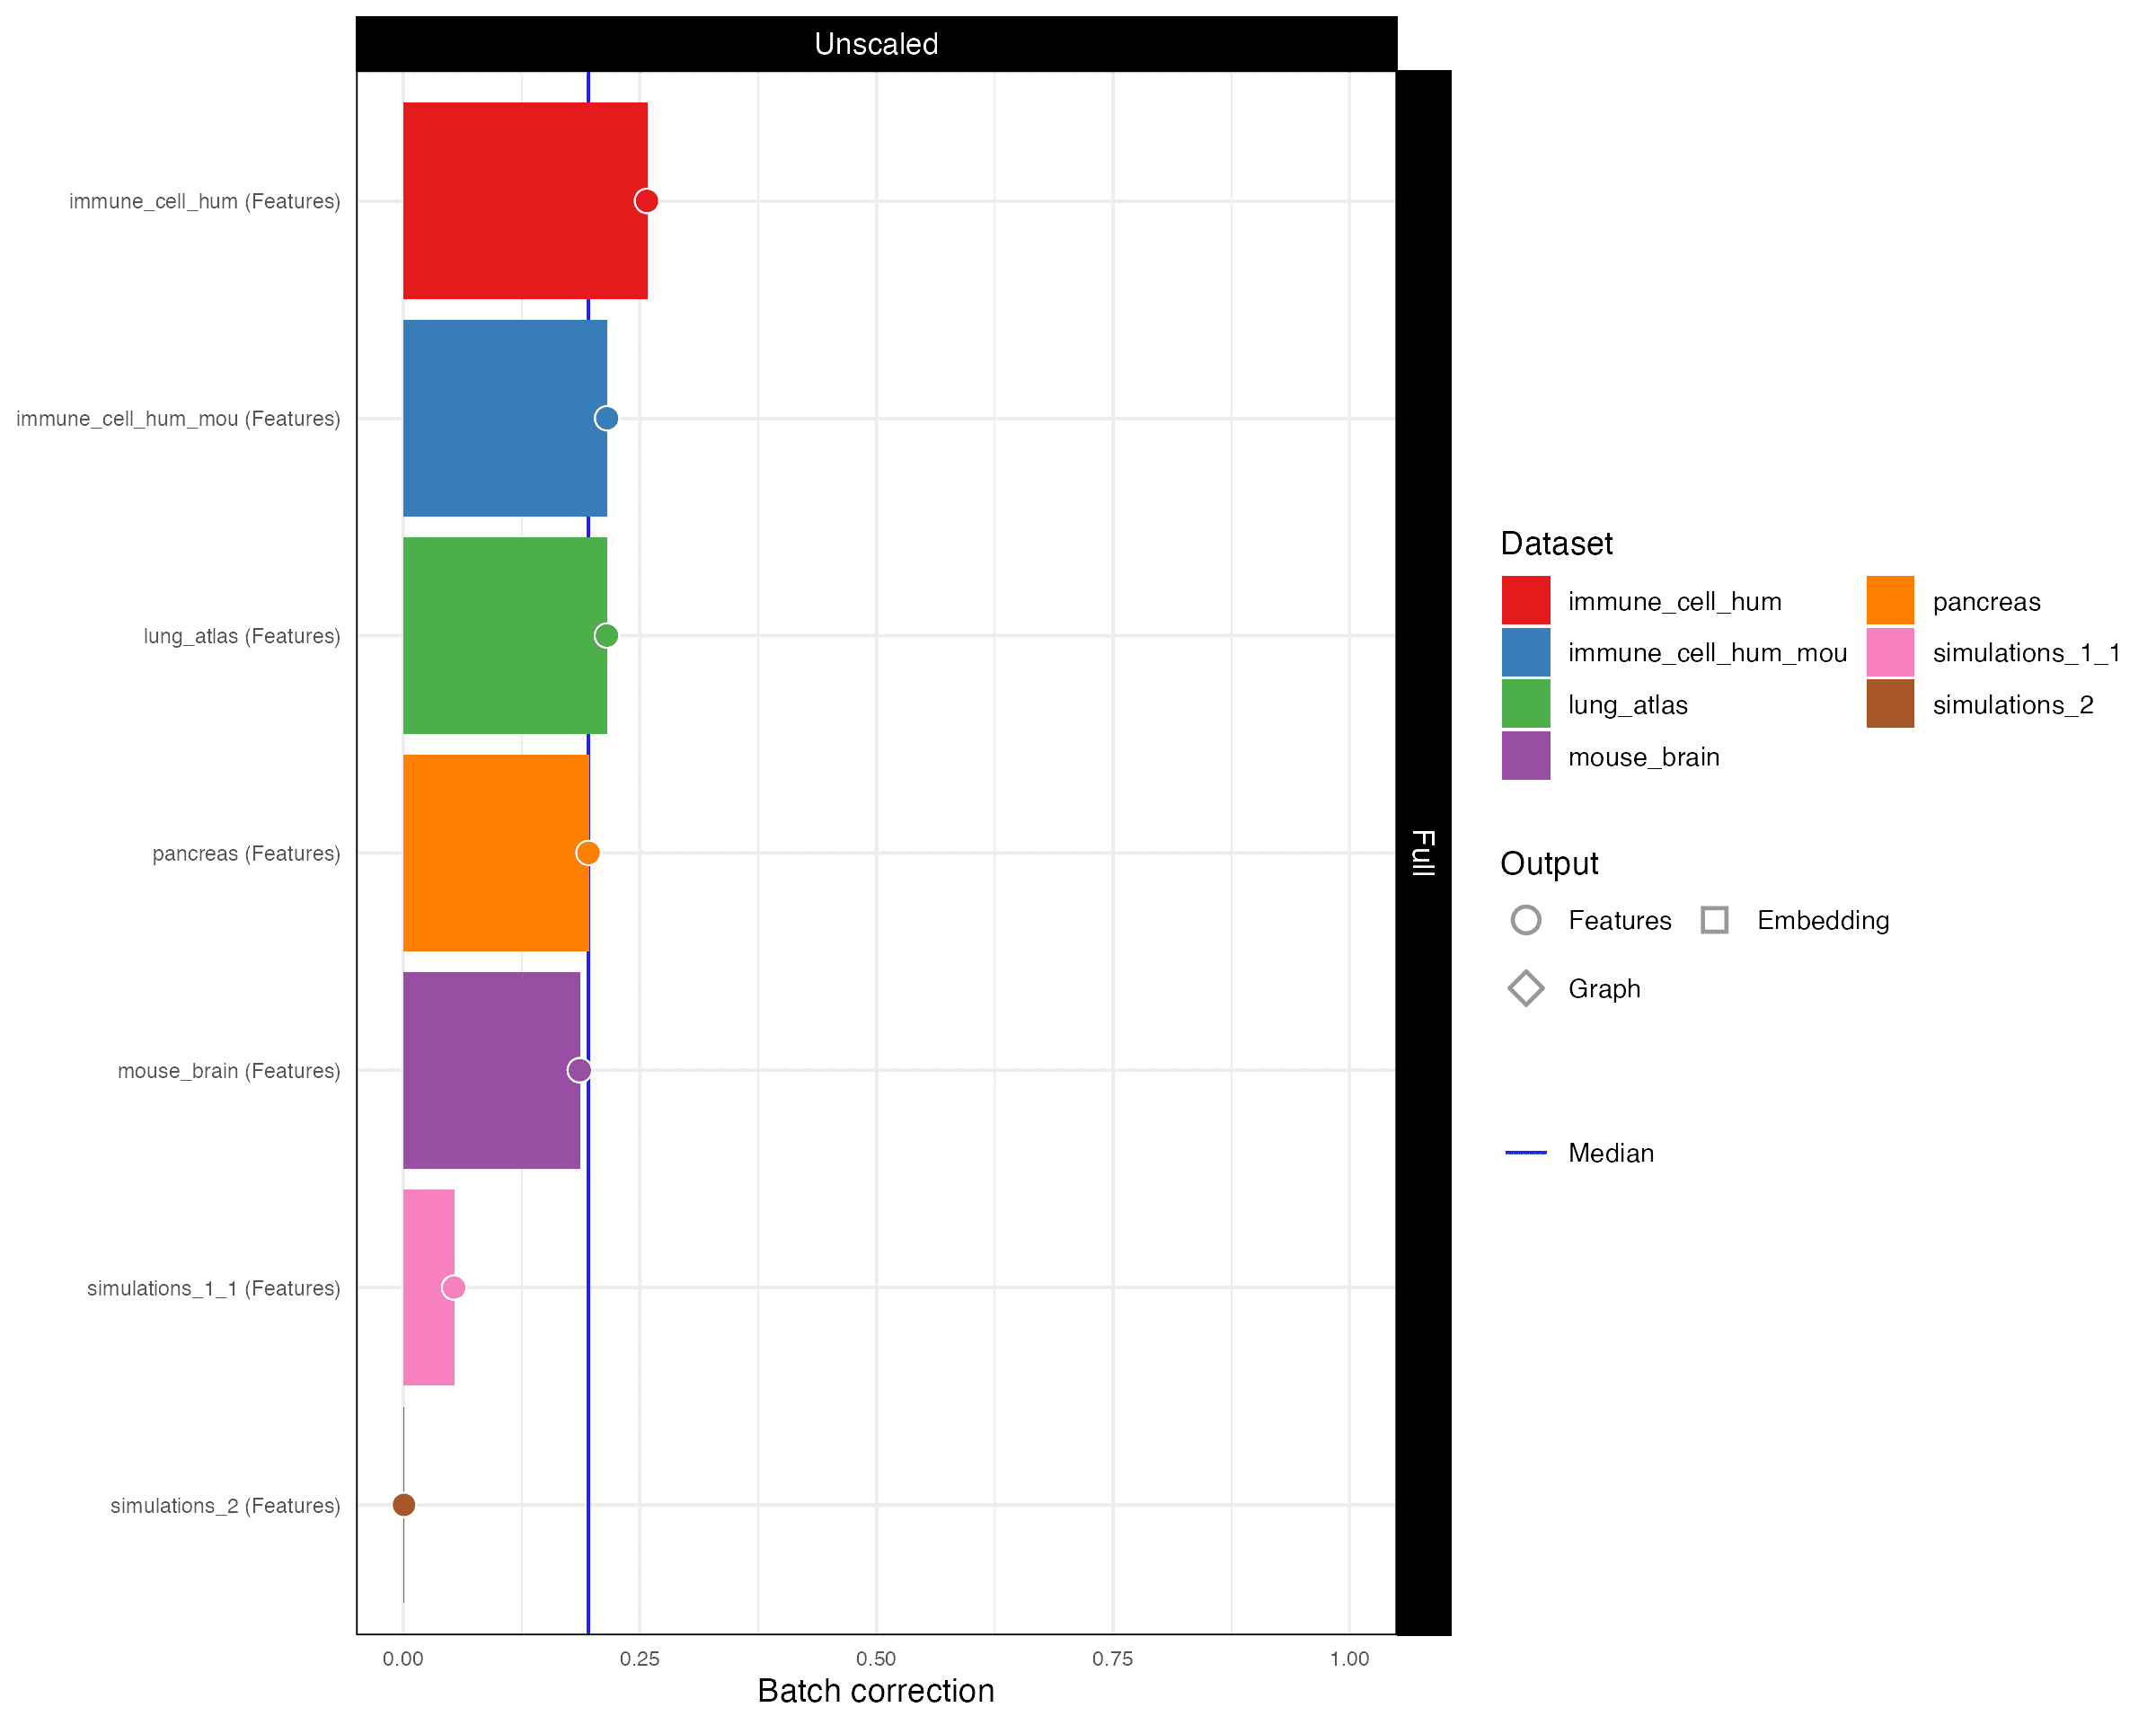 Unscaled
immune_cell_hum (Features)
immune_cell_hum_mou (Features)
lung_atlas (Features)
pancreas (Features)
mouse_brain (Features)
simulations_1_1 (Features)
simulations_2 (Features)
0.00 0.25 0.50 0.75 1.00
Batch correction
Full
Dataset
immune_cell_hum pancreas
immune_cell_hum_mou simulations_1_1
lung_atlas simulations_2
mouse_brain
Output
Features Embedding
Graph
Median